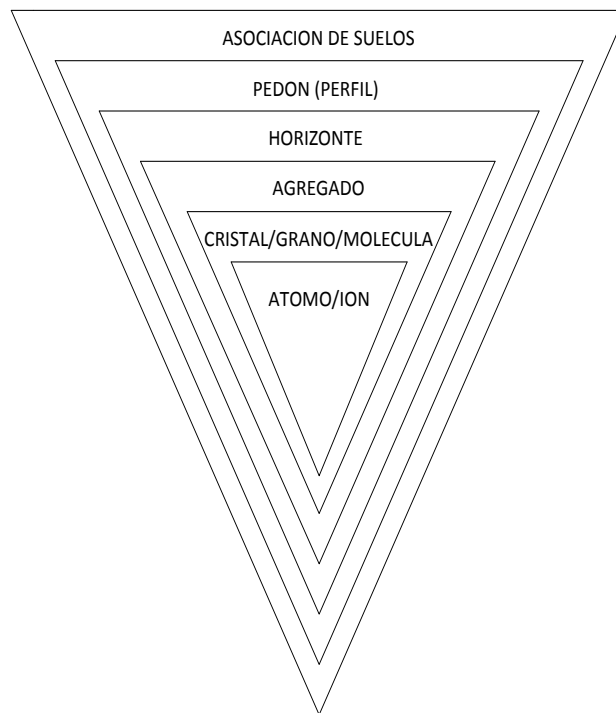 ASOCIACION DE SUELOS
PEDON (PERFIL)
HORIZONTE
AGREGADO
CRISTAL/GRANO/MOLECULA
ATOMO/ION